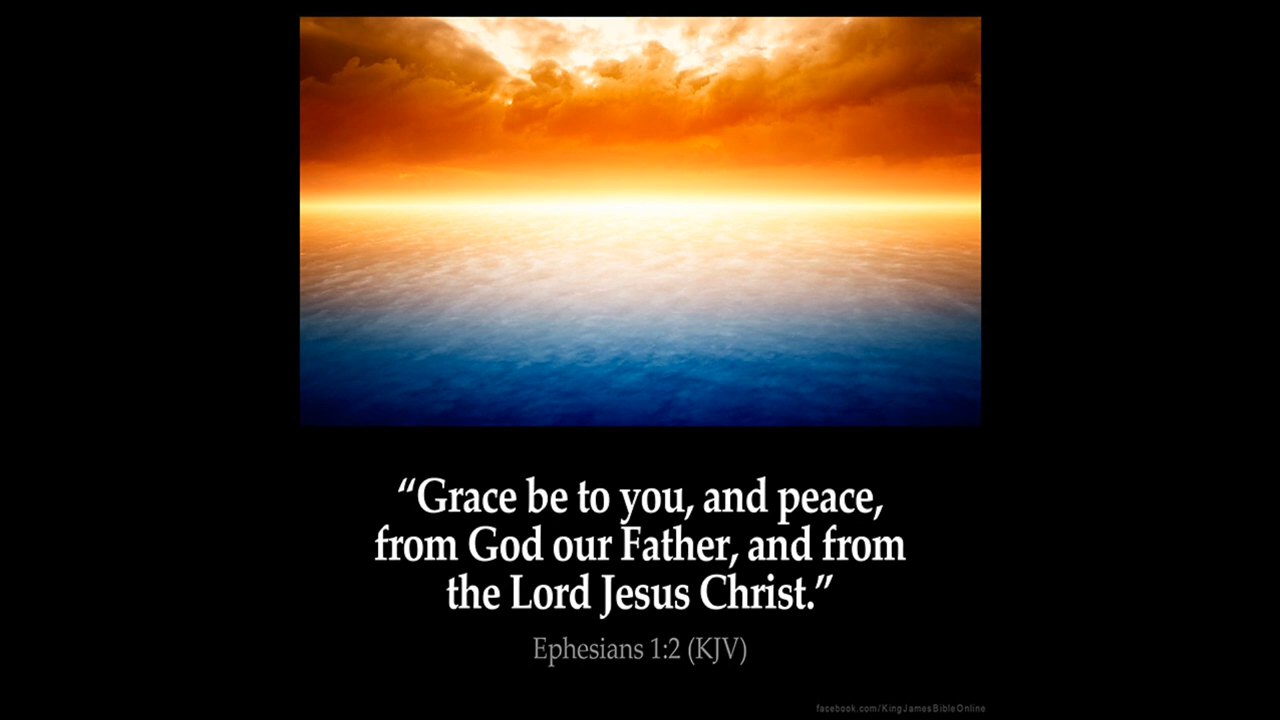 “Grace be to you, and peace,
from God our Father, and from
the Lord Jesus Christ.”
Ephesians 1:2 (KJV)
facebook.com/KingJamesBibleOnline